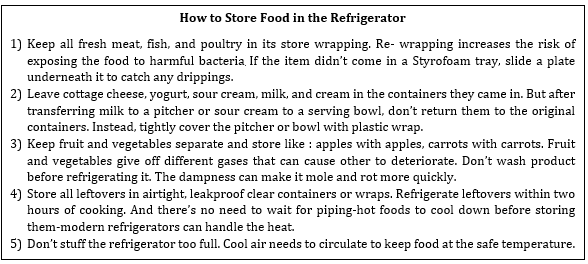 How to Store Food in the Refrigerator
1) Keep all fresh meat, fish, and poultry in its store wrapping. Re- wrapping increases the risk of
exposing the food to harmful bacteria. If the item didn’t come in a Styrofoam tray, slide a plate
underneath it to catch any drippings.
2) Leave cottage cheese, yogurt, sour cream, milk, and cream in the containers they came in. But after
transferring milk to a pitcher or sour cream to a serving bowl, don’t return them to the original
containers. Instead, tightly cover the pitcher or bowl with plastic wrap.
3) Keep fruit and vegetables separate and store like : apples with apples, carrots with carrots. Fruit
and vegetables give off different gases that can cause other to deteriorate. Don’t wash product
before refrigerating it. The dampness can make it mole and rot more quickly.
4) Store all leftovers in airtight, leakproof clear containers or wraps. Refrigerate leftovers within two
hours of cooking. And there’s no need to wait for piping-hot foods to cool down before storing
them-modern refrigerators can handle the heat.
5) Don’t stuff the refrigerator too full. Cool air needs to circulate to keep food at the safe temperature.